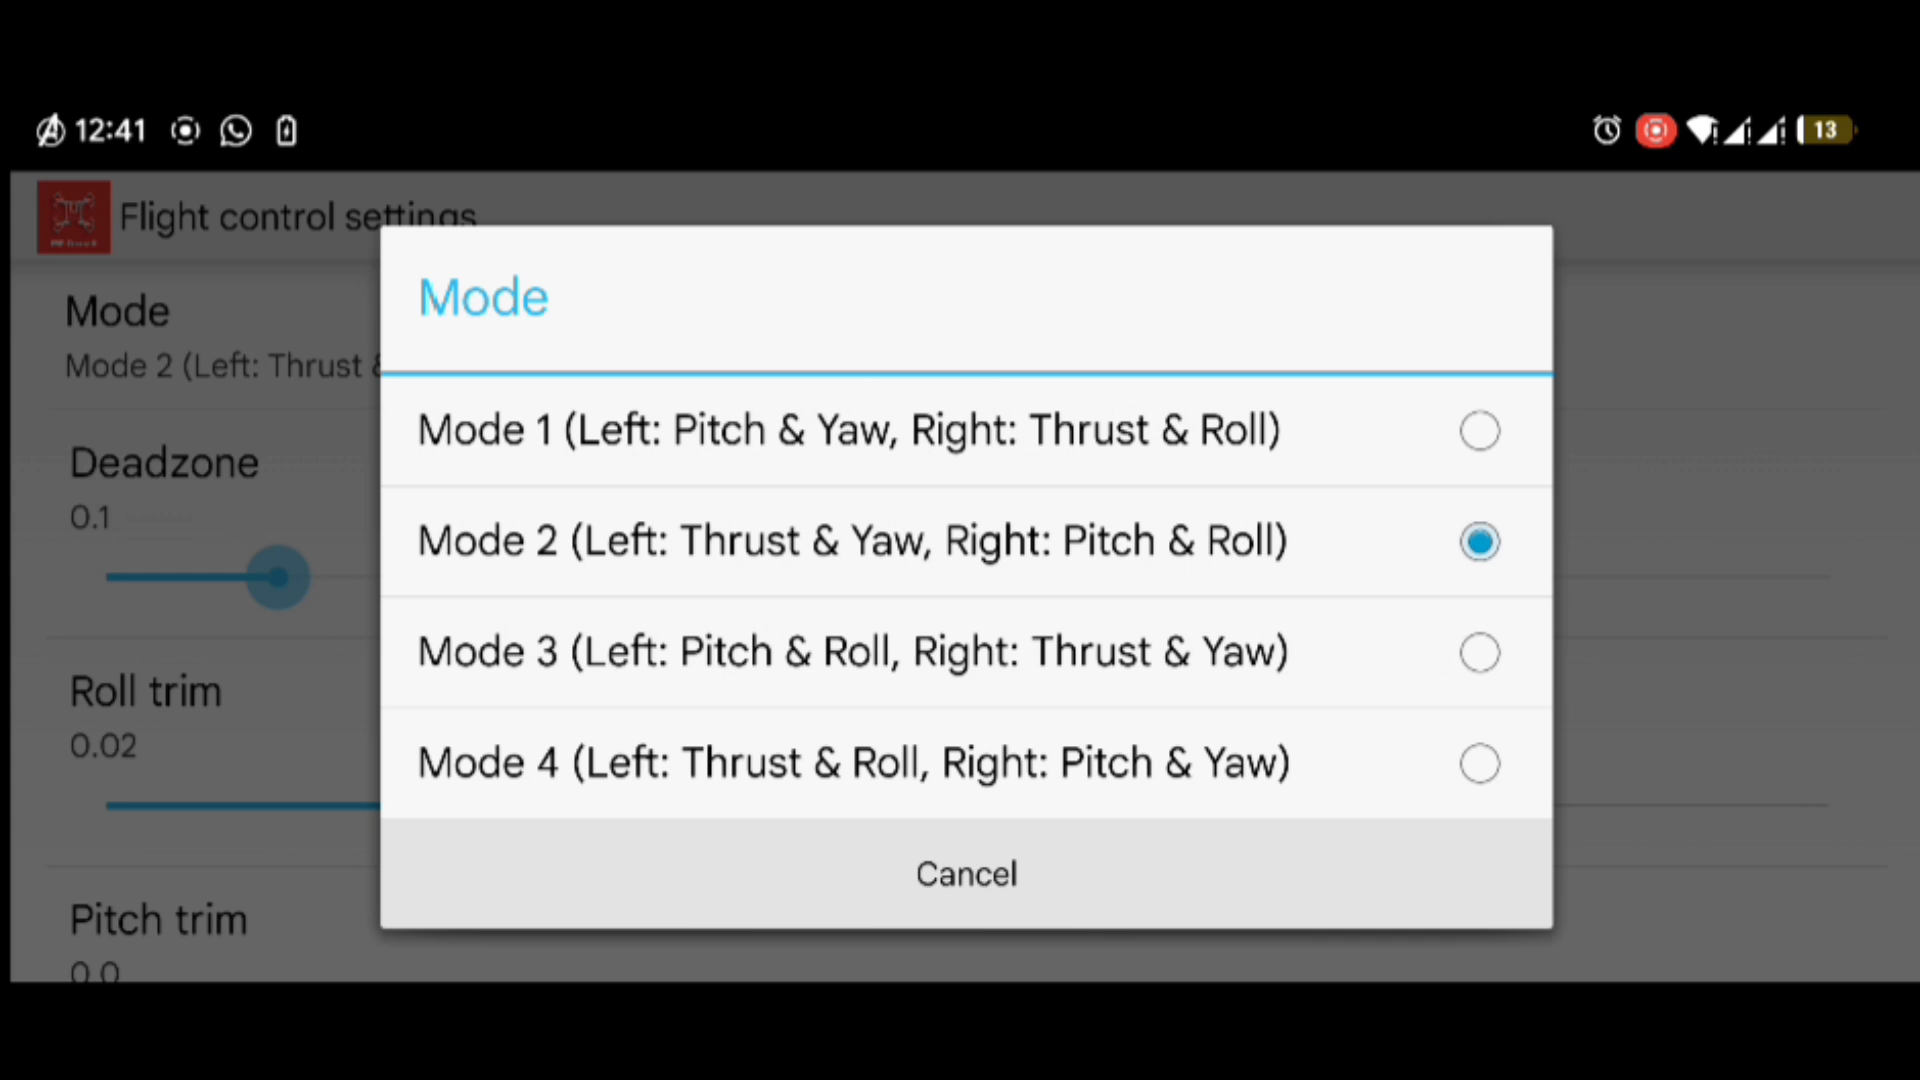 12:41
13
Flight control settings
Mode
Mode 2 (Left: Thrust &
Deadzone
0.1
Roll trim
0.02
Pitch trim
0.0
Mode
Mode 1 (Left: Pitch & Yaw, Right: Thrust & Roll)
Mode 2 (Left: Thrust & Yaw, Right: Pitch & Roll)
Mode 3 (Left: Pitch & Roll, Right: Thrust & Yaw)
Mode 4 (Left: Thrust & Roll, Right: Pitch & Yaw)
Cancel